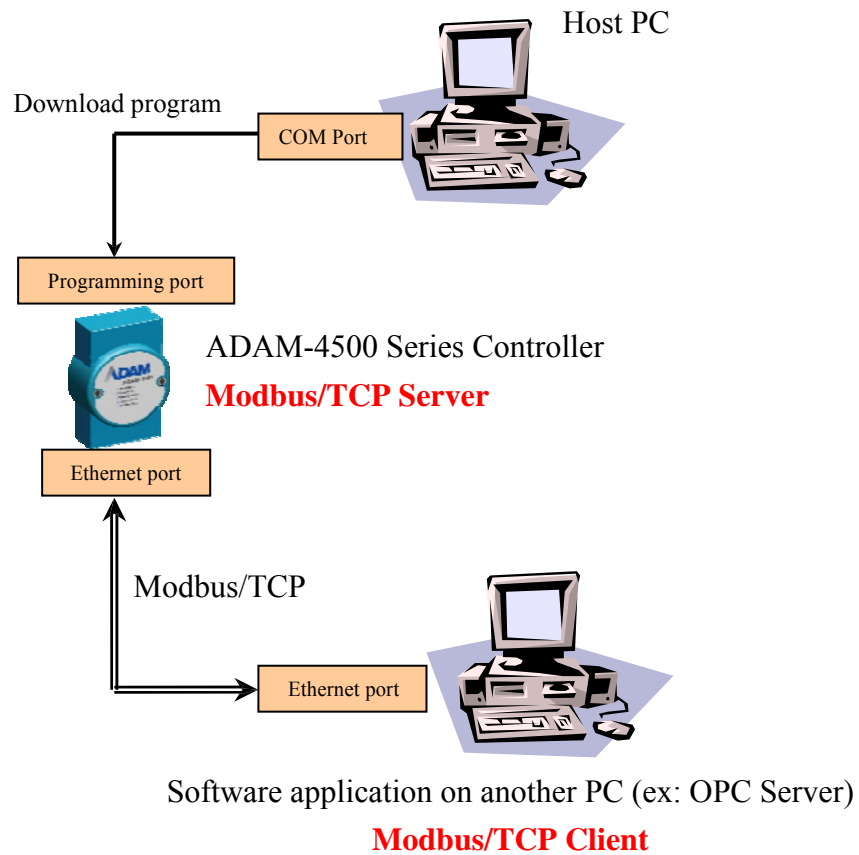 Host PC
Download program
COM Port
Programming port
ADAM
ADAM-4500 Series Controller
Modbus/TCP Server
Ethernet port
Modbus/TCP
Ethernet port
Software application on another PC (ex: OPC Server)
Modbus/TCP Client